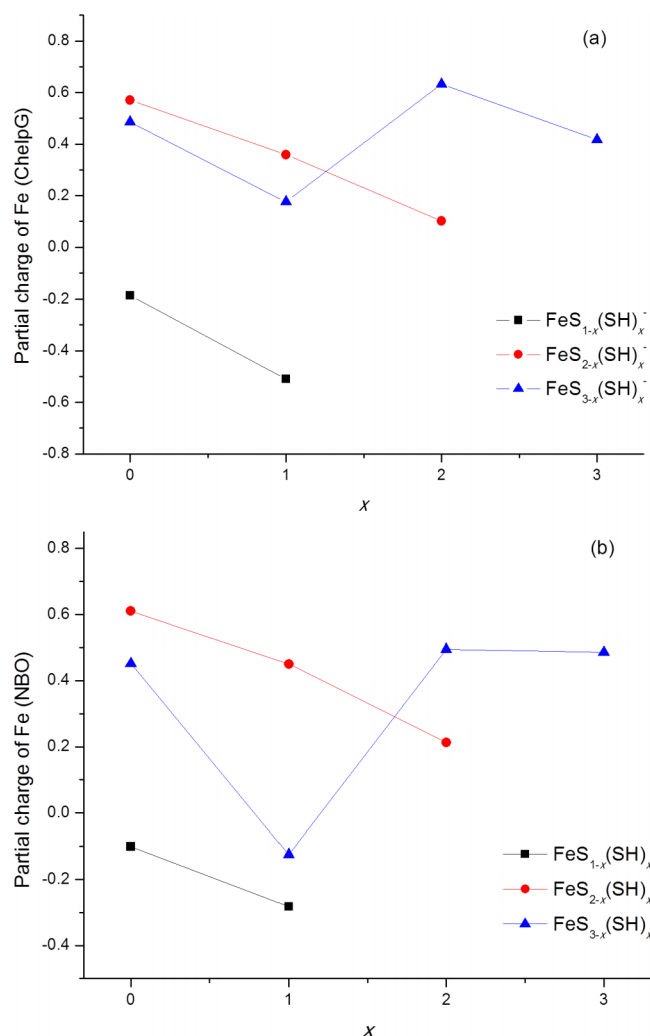 (a)
0.8
0.6
0.4
0.2
0.0
-0.2
-0.4
-0.6
-0.8
Partial charge of Fe (ChelpG)
FeS₁₋ₓ(SH)ₓ⁻
FeS₂₋ₓ(SH)ₓ⁻
FeS₃₋ₓ(SH)ₓ⁻
0 1 2 3
x
(b)
0.8
0.6
0.4
0.2
0.0
-0.2
-0.4
Partial charge of Fe (NBO)
FeS₁₋ₓ(SH)ₓ
FeS₂₋ₓ(SH)ₓ
FeS₃₋ₓ(SH)ₓ
0 1 2 3
x